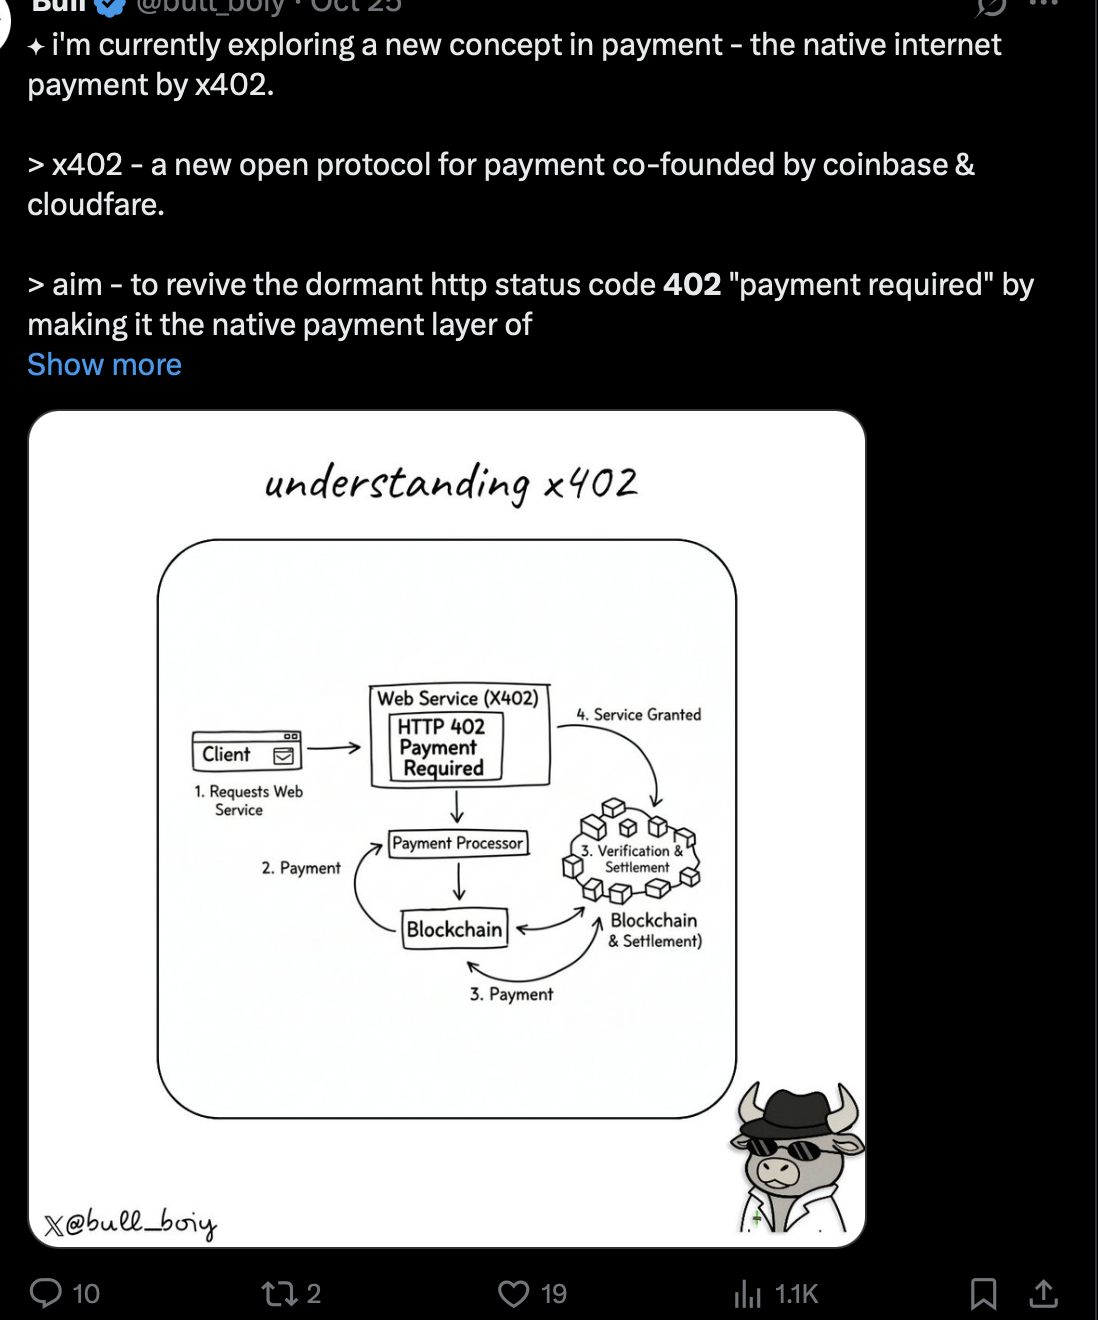 Bull @bull_boiy · Oct 25
✦ i'm currently exploring a new concept in payment - the native internet
payment by x402.
> x402 - a new open protocol for payment co-founded by coinbase &
cloudfare.
> aim - to revive the dormant http status code 402 "payment required" by
making it the native payment layer of
Show more
understanding x402
Web Service (X402)
HTTP 402
Payment
Required
4. Service Granted
Client
1. Requests Web
Service
Payment Processor
2. Payment
3. Verification &
Settlement
Blockchain
Blockchain
& Settlement)
3. Payment
X@bull_boiy
10
2
19
1.1K